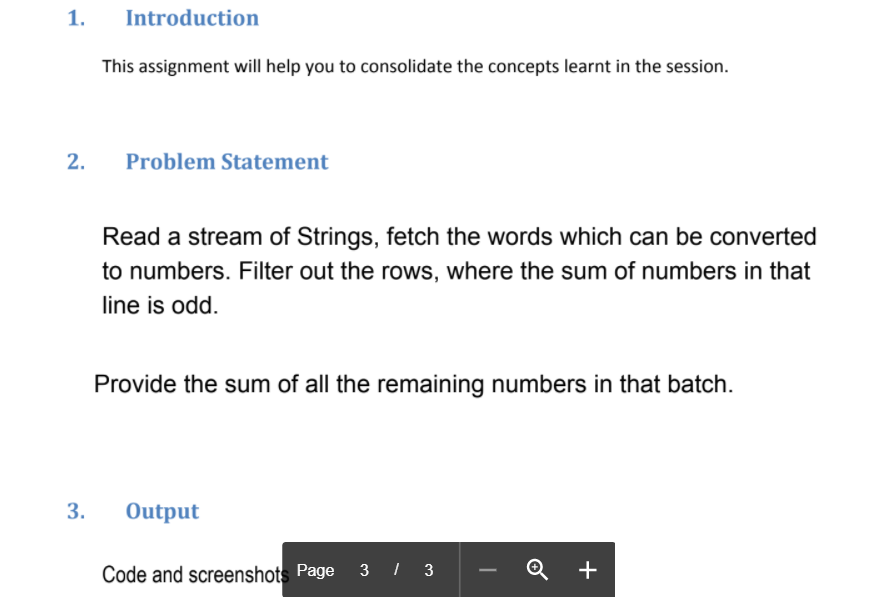 1. Introduction
This assignment will help you to consolidate the concepts learnt in the session.
2. Problem Statement
Read a stream of Strings, fetch the words which can be converted
to numbers. Filter out the rows, where the sum of numbers in that
line is odd.
Provide the sum of all the remaining numbers in that batch.
3. Output
Code and screenshots
Page 3 / 3 − +